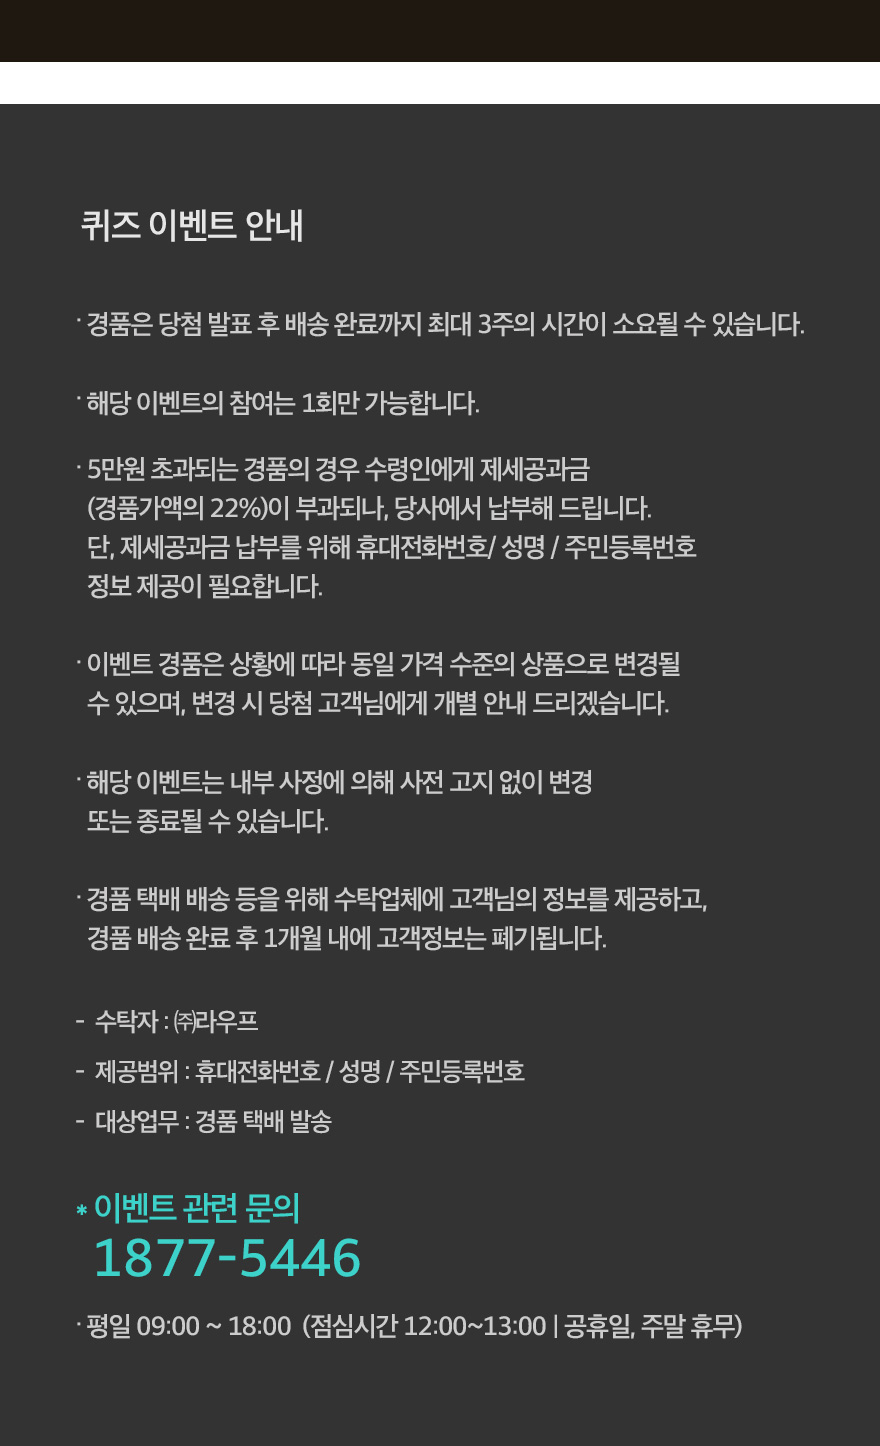 퀴즈 이벤트 안내
· 경품은 당첨 발표 후 배송 완료까지 최대 3주의 시간이 소요될 수 있습니다.
· 해당 이벤트의 참여는 1회만 가능합니다.
· 5만원 초과되는 경품의 경우 수령인에게 제세공과금
(경품가액의 22%)이 부과되나, 당사에서 납부해 드립니다.
단, 제세공과금 납부를 위해 휴대전화번호/ 성명 / 주민등록번호
정보 제공이 필요합니다.
· 이벤트 경품은 상황에 따라 동일 가격 수준의 상품으로 변경될
수 있으며, 변경 시 당첨 고객님에게 개별 안내 드리겠습니다.
· 해당 이벤트는 내부 사정에 의해 사전 고지 없이 변경
또는 종료될 수 있습니다.
· 경품 택배 배송 등을 위해 수탁업체에 고객님의 정보를 제공하고,
경품 배송 완료 후 1개월 내에 고객정보는 폐기됩니다.
- 수탁자 : ㈜라우프
- 제공범위 : 휴대전화번호 / 성명 / 주민등록번호
- 대상업무 : 경품 택배 발송
* 이벤트 관련 문의
1877-5446
· 평일 09:00 ~ 18:00 (점심시간 12:00~13:00 | 공휴일, 주말 휴무)